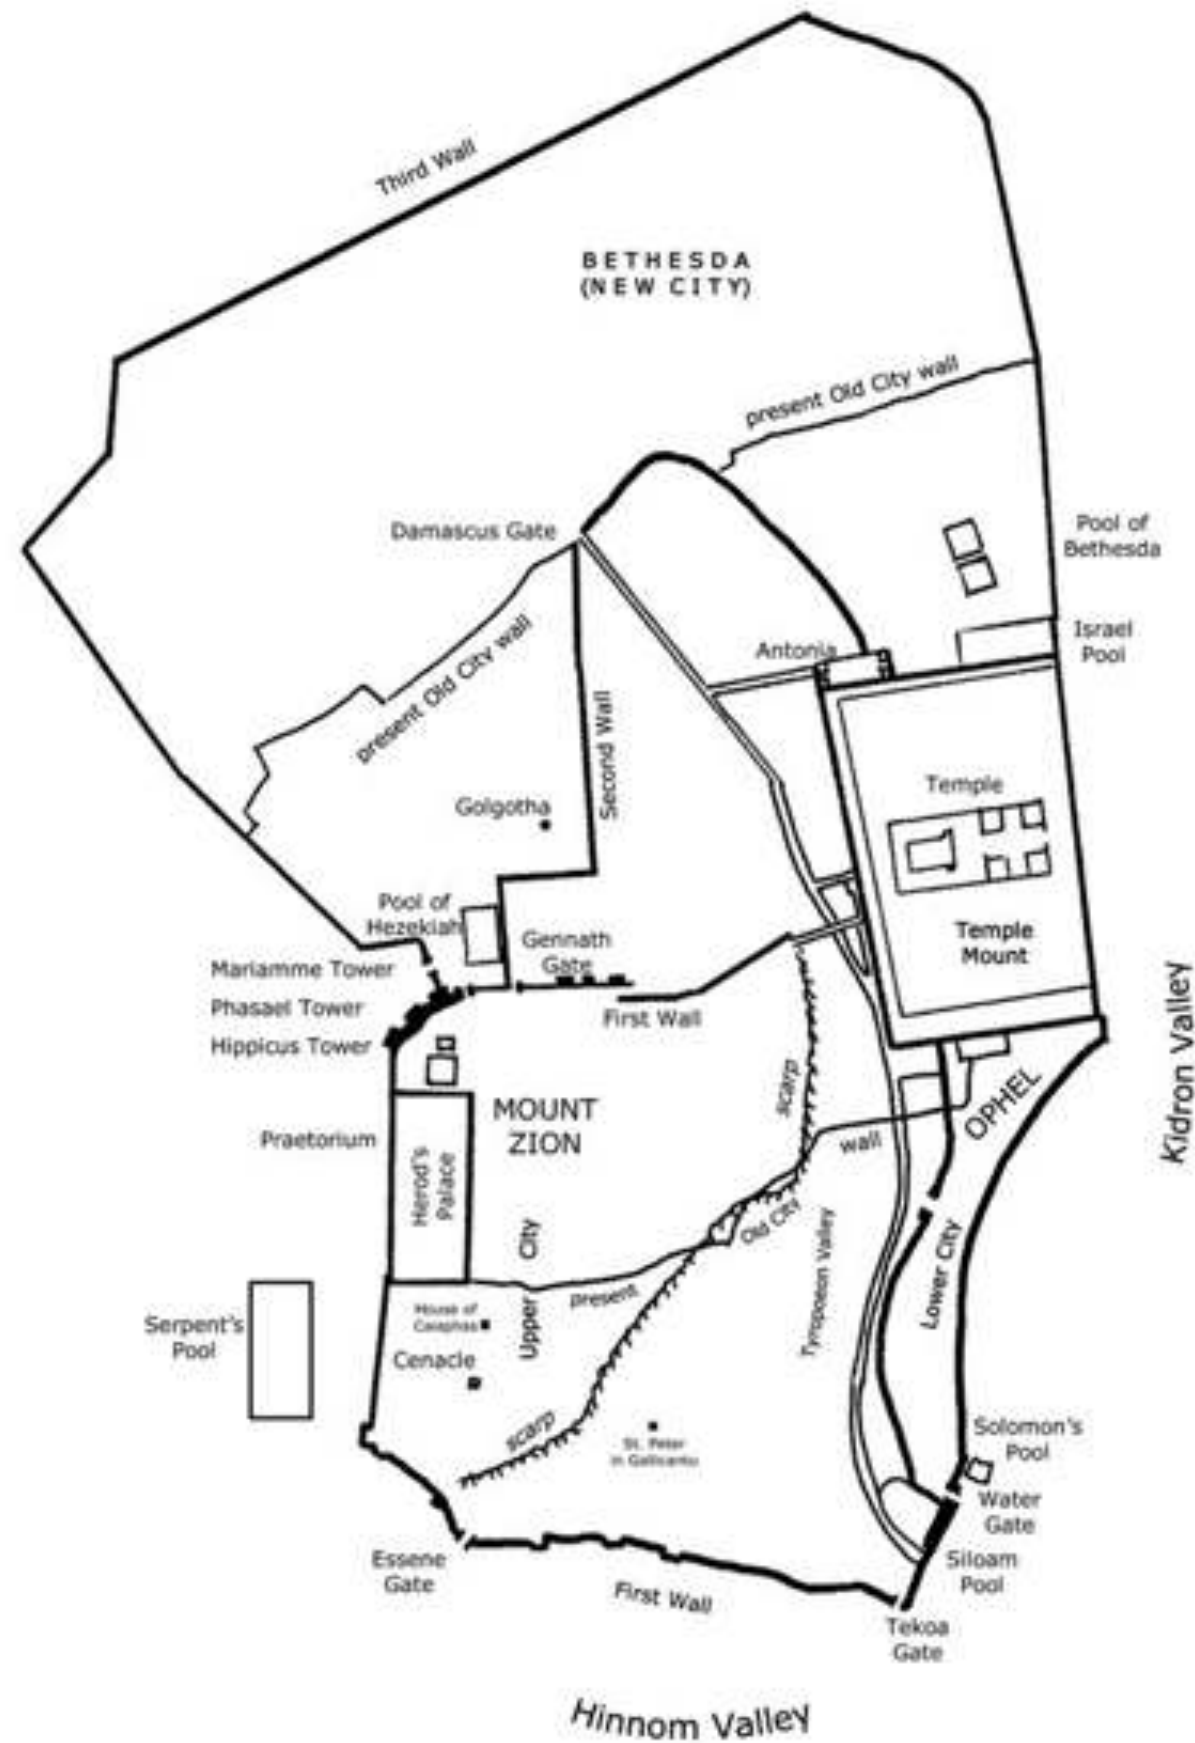 Third Wall
BETHESDA
(NEW CITY)
present Old City wall
Damascus Gate
Pool of
Bethesda
Israel
Pool
Antonia
present Old City wall
Second Wall
Temple
Golgotha
Pool of
Hezekiah
Gennath
Gate
Temple
Mount
Mariamme Tower
Phasael Tower
Hippicus Tower
First Wall
Kidron Valley
scarp
OPHEL
MOUNT
ZION
Praetorium
Herod's
Palace
wall
Old City
present
Upper City
Tyropoeon Valley
Lower City
Serpent's
Pool
House of
Caiaphas
Cenacle
scarp
St. Peter
in Gallicantu
Solomon's
Pool
Water
Gate
Siloam
Pool
Essene
Gate
First Wall
Tekoa
Gate
Hinnom Valley